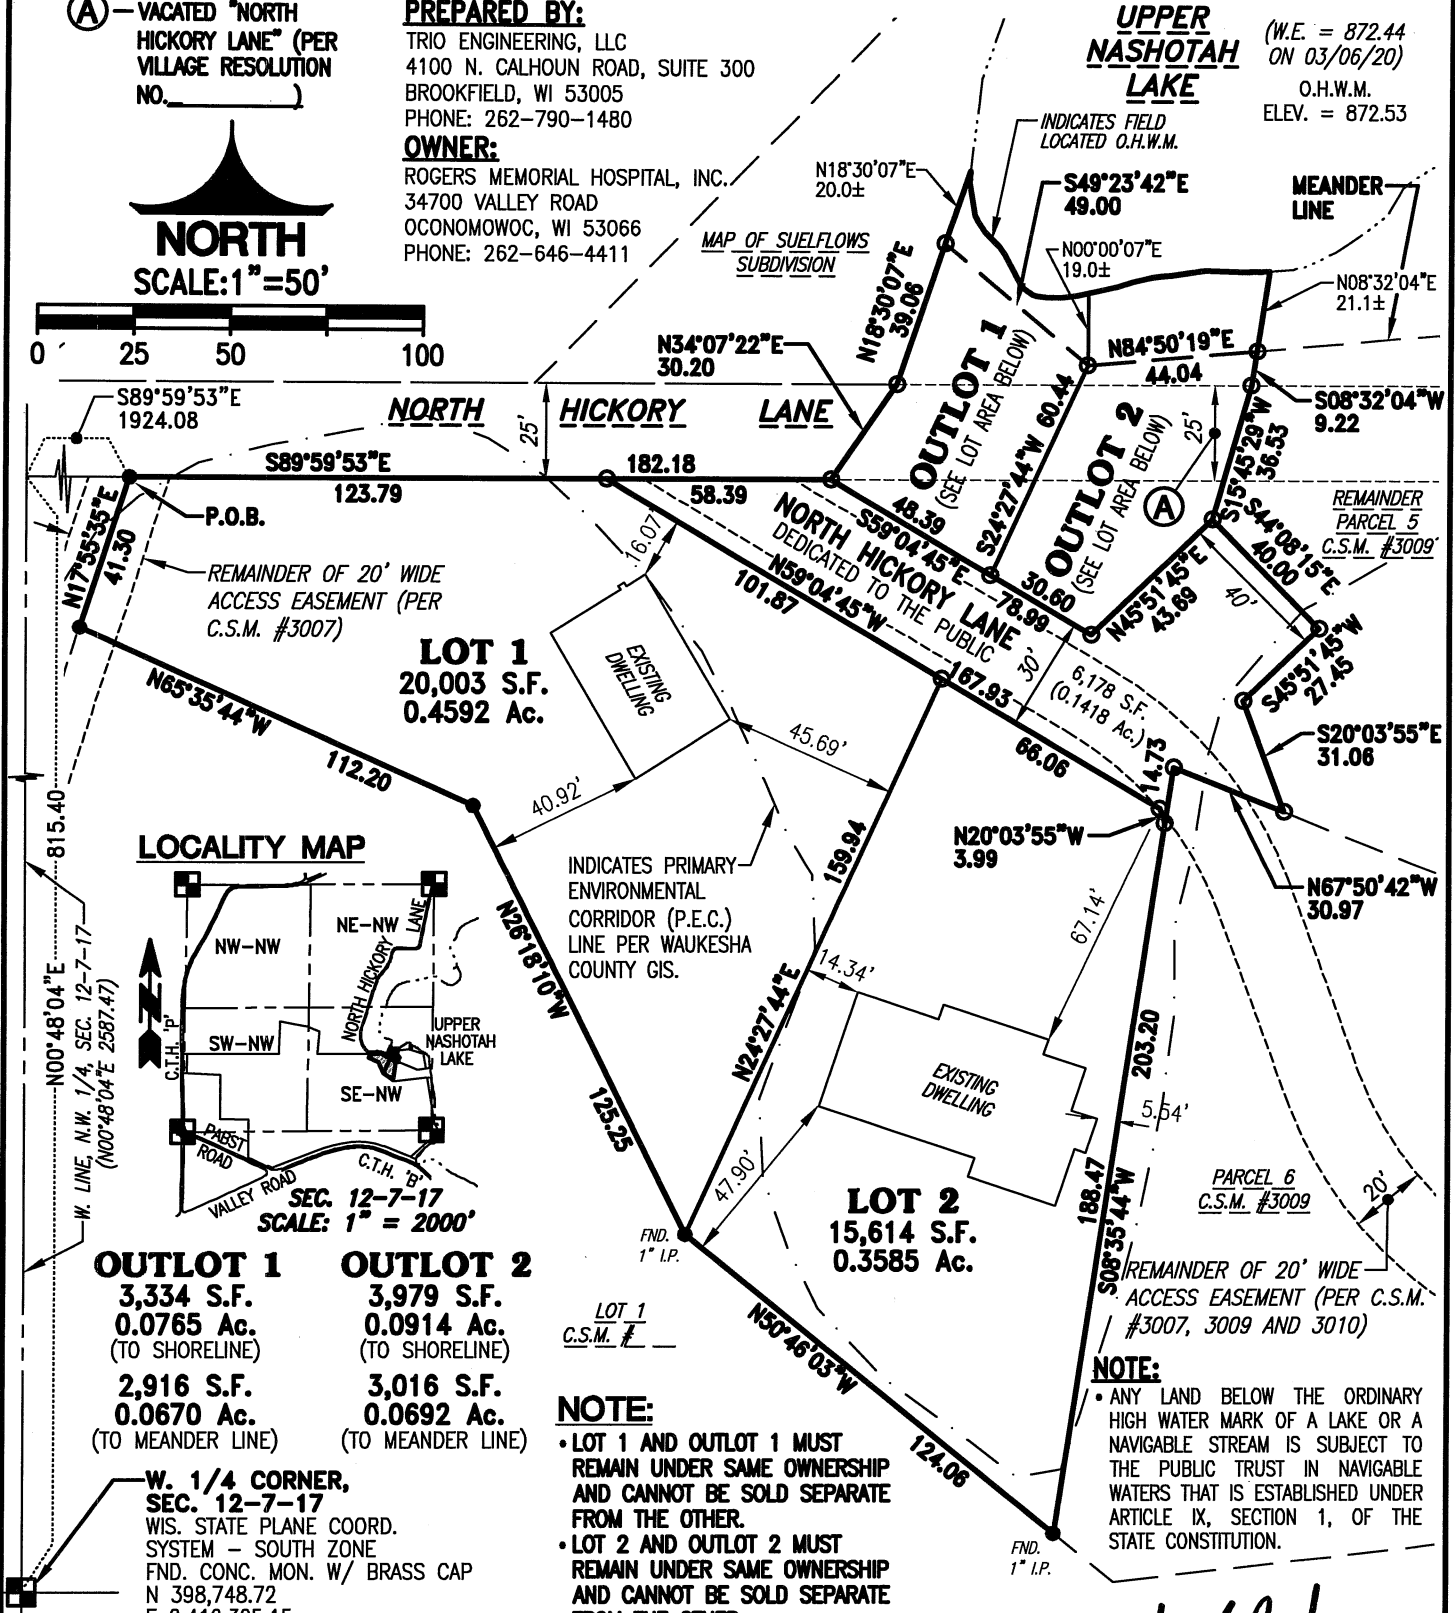 (A) — VACATED "NORTH
HICKORY LANE" (PER
VILLAGE RESOLUTION
NO.__________)
PREPARED BY:
TRIO ENGINEERING, LLC
4100 N. CALHOUN ROAD, SUITE 300
BROOKFIELD, WI 53005
PHONE: 262-790-1480
OWNER:
ROGERS MEMORIAL HOSPITAL, INC.
34700 VALLEY ROAD
OCONOMOWOC, WI 53066
PHONE: 262-646-4411
UPPER
NASHOTAH
LAKE
(W.E. = 872.44
ON 03/06/20)
O.H.W.M.
ELEV. = 872.53
NORTH
SCALE:1"=50'
0 25 50 100
INDICATES FIELD
LOCATED O.H.W.M.
N18°30'07"E
20.0±
S49°23'42"E
49.00
MEANDER
LINE
MAP OF SUELFLOWS
SUBDIVISION
N00°00'07"E
19.0±
N08°32'04"E
21.1±
N18°30'07"E
39.06
N34°07'22"E
30.20
N84°50'19"E
44.04
OUTLOT 1
(SEE LOT AREA BELOW)
S24°27'44"W 60.44
OUTLOT 2
(SEE LOT AREA BELOW)
S08°32'04"W
9.22
S15°45'29"W
36.53
25'
A
S89°59'53"E
1924.08
NORTH HICKORY LANE
25'
S89°59'53"E
182.18
123.79
58.39
P.O.B.
N17°55'35"E
41.30
REMAINDER OF 20' WIDE
ACCESS EASEMENT (PER
C.S.M. #3007)
REMAINDER
PARCEL 5
C.S.M. #3009
S44°08'15"E
40.00
40'
48.39
S59°04'45"E
30.60
78.99
NORTH HICKORY LANE
DEDICATED TO THE PUBLIC
N59°04'45"W
101.87
167.93
66.06
16.07'
N45°51'45"E
43.69
S45°51'45"W
27.45
S20°03'55"E
31.06
30'
6,178 S.F.
(0.1418 Ac.)
14.73
LOT 1
20,003 S.F.
0.4592 Ac.
EXISTING
DWELLING
45.69'
40.92'
N65°35'44"W
112.20
N20°03'55"W
3.99
N67°50'42"W
30.97
159.94
N24°27'44"E
N26°18'10"W
125.25
INDICATES PRIMARY
ENVIRONMENTAL
CORRIDOR (P.E.C.)
LINE PER WAUKESHA
COUNTY GIS.
67.14'
14.34'
EXISTING
DWELLING
203.20
5.54'
47.90'
188.47
S08°35'44"W
LOT 2
15,614 S.F.
0.3585 Ac.
PARCEL 6
C.S.M. #3009
20'
REMAINDER OF 20' WIDE
ACCESS EASEMENT (PER C.S.M.
#3007, 3009 AND 3010)
FND.
1" I.P.
LOT 1
C.S.M. # __
N50°46'03"W
124.06
FND.
1" I.P.
N00°48'04"E 815.40
W. LINE, N.W. 1/4, SEC. 12-7-17
(N00°48'04"E 2587.47)
LOCALITY MAP
NW-NW
NE-NW
SW-NW
SE-NW
NORTH HICKORY LANE
UPPER
NASHOTAH
LAKE
N
C.T.H. 'P'
PABST
ROAD
VALLEY ROAD
C.T.H. 'B'
SEC. 12-7-17
SCALE: 1" = 2000'
OUTLOT 1
3,334 S.F.
0.0765 Ac.
(TO SHORELINE)
2,916 S.F.
0.0670 Ac.
(TO MEANDER LINE)
OUTLOT 2
3,979 S.F.
0.0914 Ac.
(TO SHORELINE)
3,016 S.F.
0.0692 Ac.
(TO MEANDER LINE)
W. 1/4 CORNER,
SEC. 12-7-17
WIS. STATE PLANE COORD.
SYSTEM – SOUTH ZONE
FND. CONC. MON. W/ BRASS CAP
N 398,748.72
NOTE:
• LOT 1 AND OUTLOT 1 MUST
REMAIN UNDER SAME OWNERSHIP
AND CANNOT BE SOLD SEPARATE
FROM THE OTHER.
• LOT 2 AND OUTLOT 2 MUST
REMAIN UNDER SAME OWNERSHIP
AND CANNOT BE SOLD SEPARATE
NOTE:
• ANY LAND BELOW THE ORDINARY
HIGH WATER MARK OF A LAKE OR A
NAVIGABLE STREAM IS SUBJECT TO
THE PUBLIC TRUST IN NAVIGABLE
WATERS THAT IS ESTABLISHED UNDER
ARTICLE IX, SECTION 1, OF THE
STATE CONSTITUTION.